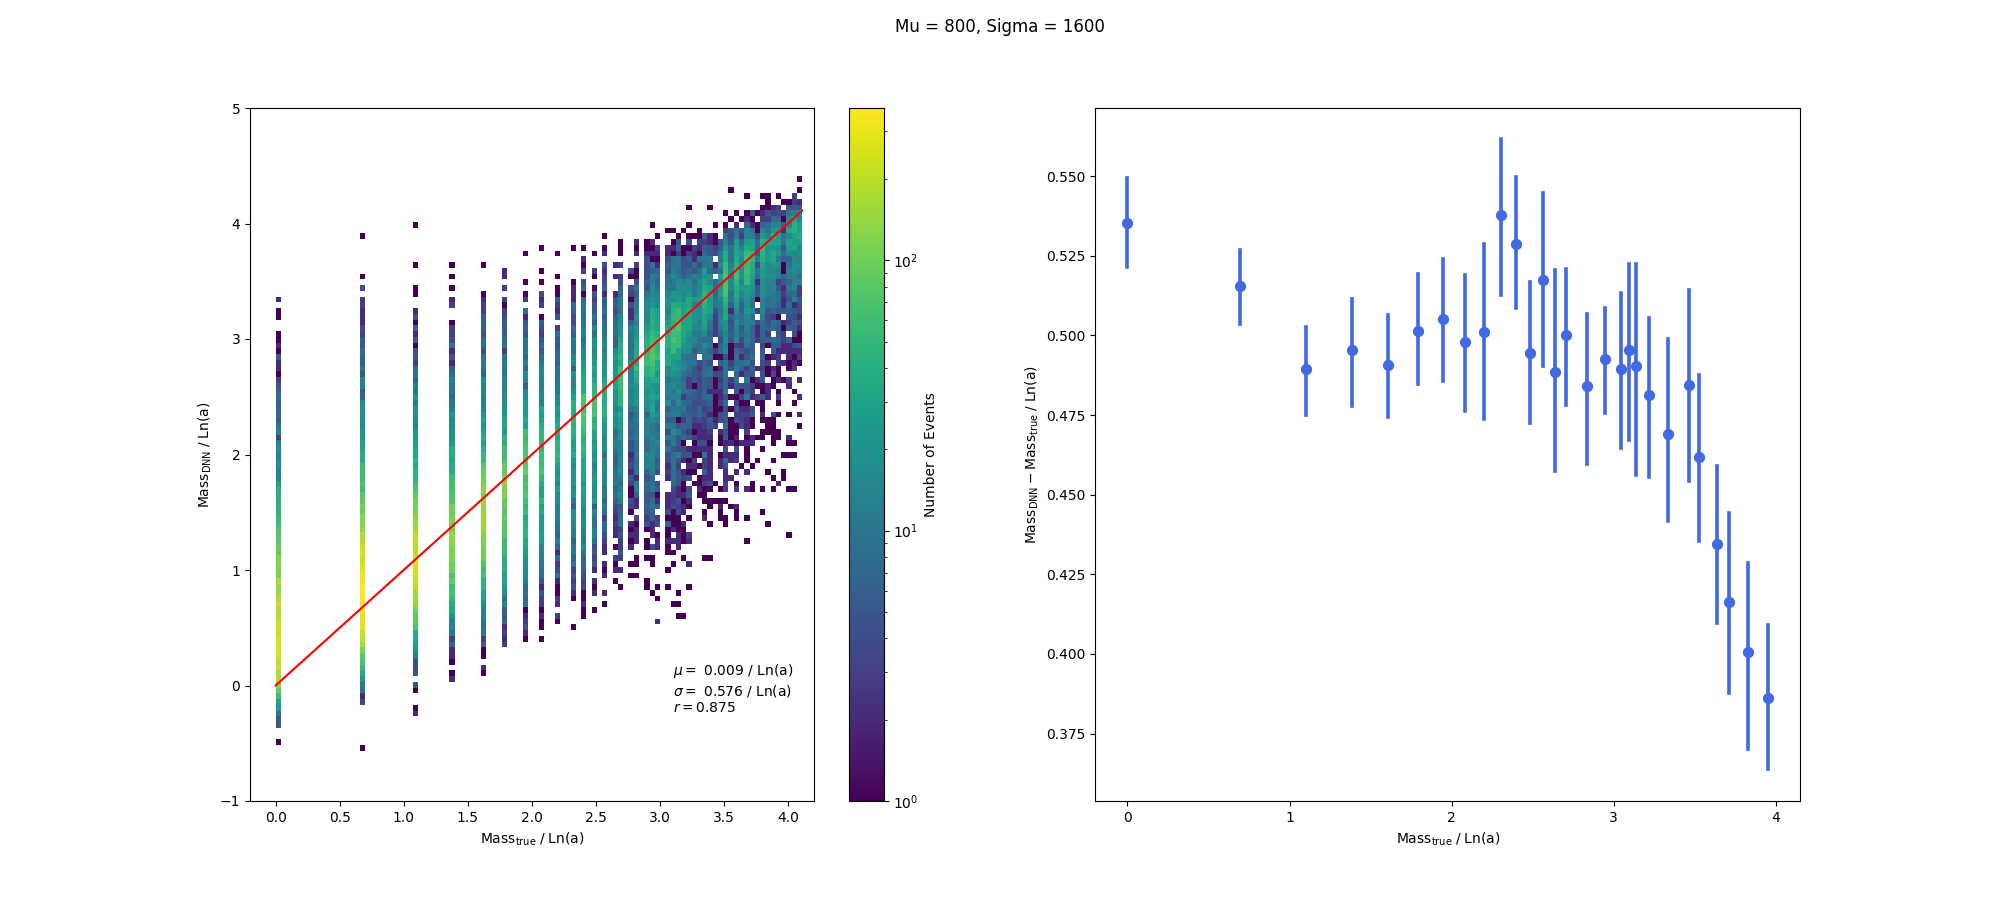 Mu = 800, Sigma = 1600
5
4
3
2
1
0
−1
Mass_DNN / Ln(a)
0.0 0.5 1.0 1.5 2.0 2.5 3.0 3.5 4.0
Mass_true / Ln(a)
μ = 0.009 / Ln(a)
σ = 0.576 / Ln(a)
r = 0.875
10^2
10^1
10^0
Number of Events
0.550
0.525
0.500
0.475
0.450
0.425
0.400
0.375
Mass_DNN − Mass_true / Ln(a)
0 1 2 3 4
Mass_true / Ln(a)